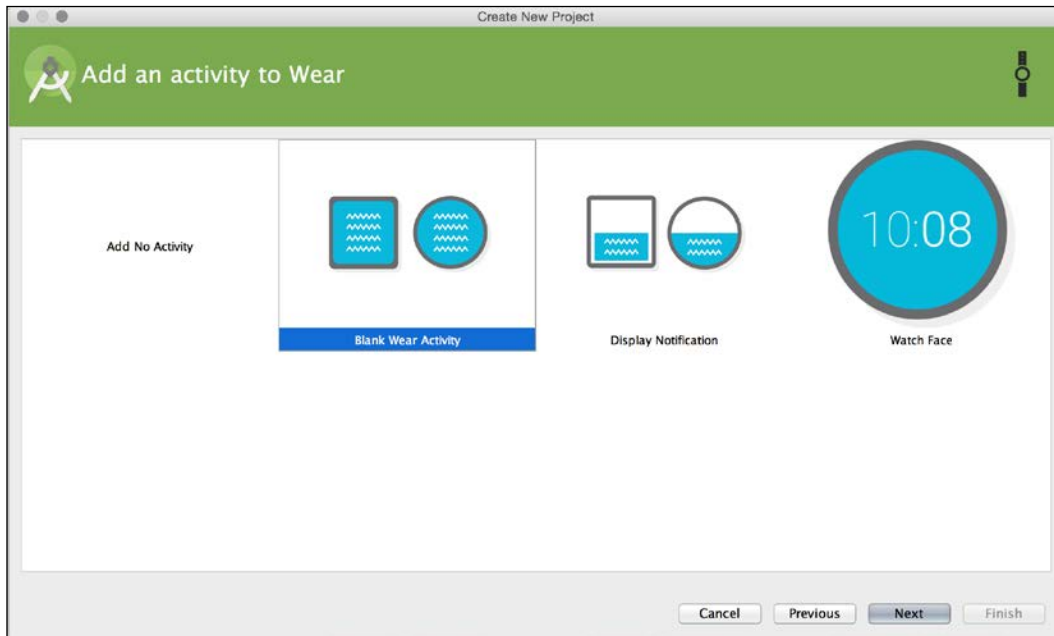 Create New Project
Add an activity to Wear
10:08
Add No Activity
Blank Wear Activity
Display Notification
Watch Face
Cancel
Previous
Next
Finish